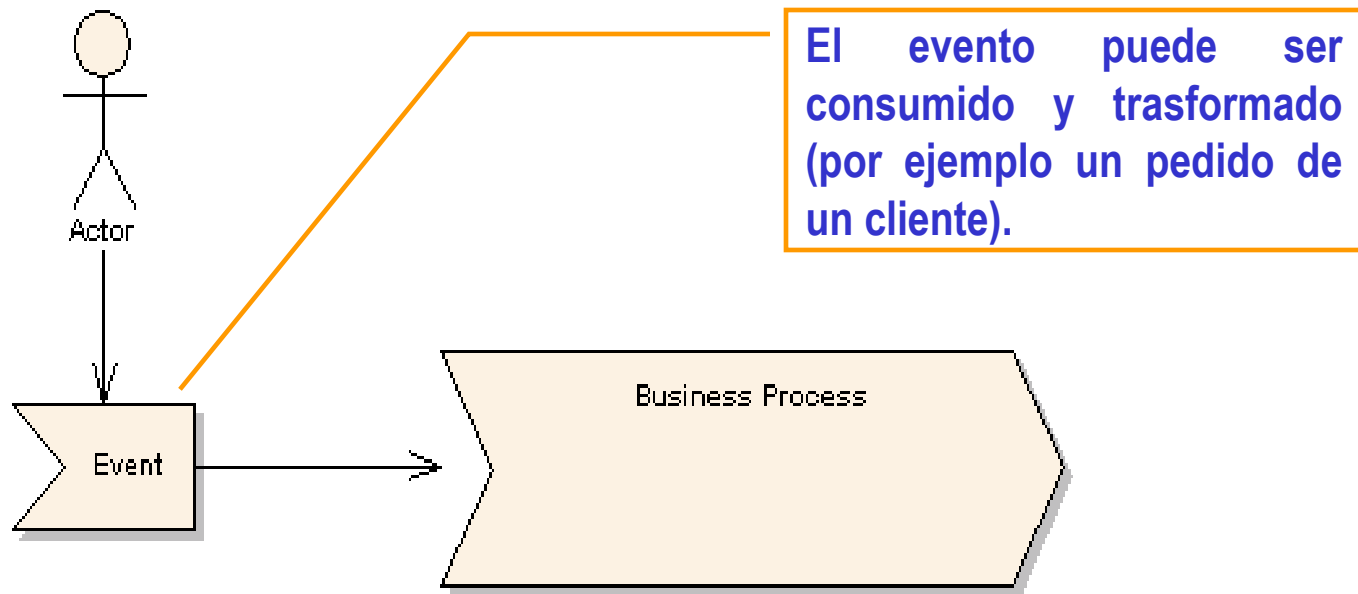 El evento puede ser
consumido y trasformado
(por ejemplo un pedido de
un cliente).
Actor
Event
Business Process